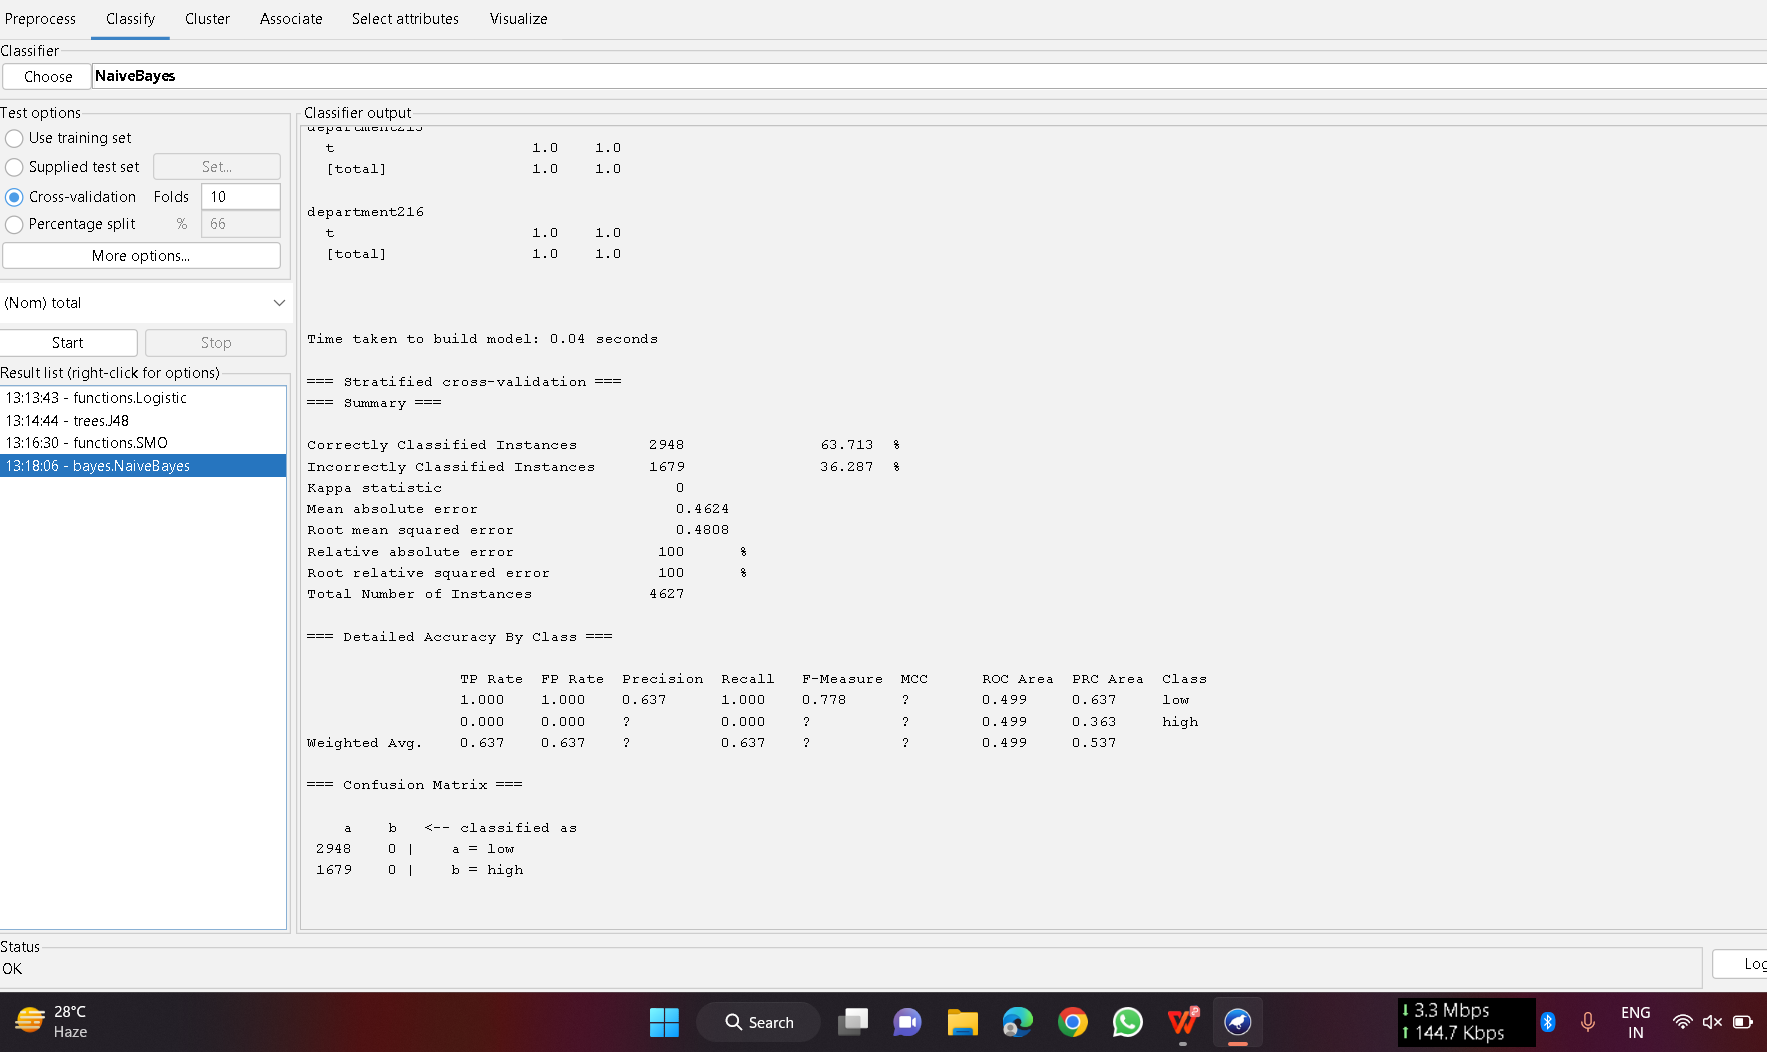 Preprocess Classify Cluster Associate Select attributes Visualize
Classifier
Choose NaiveBayes
Test options
Use training set
Supplied test set Set...
Cross-validation Folds 10
Percentage split % 66
More options...
(Nom) total
Start Stop
Result list (right-click for options)
13:13:43 - functions.Logistic
13:14:44 - trees.J48
13:16:30 - functions.SMO
13:18:06 - bayes.NaiveBayes
Classifier output
department215
t 1.0 1.0
[total] 1.0 1.0
department216
t 1.0 1.0
[total] 1.0 1.0
Time taken to build model: 0.04 seconds
=== Stratified cross-validation ===
=== Summary ===
Correctly Classified Instances 2948 63.713 %
Incorrectly Classified Instances 1679 36.287 %
Kappa statistic 0
Mean absolute error 0.4624
Root mean squared error 0.4808
Relative absolute error 100 %
Root relative squared error 100 %
Total Number of Instances 4627
=== Detailed Accuracy By Class ===
TP Rate FP Rate Precision Recall F-Measure MCC ROC Area PRC Area Class
1.000 1.000 0.637 1.000 0.778 ? 0.499 0.637 low
0.000 0.000 ? 0.000 ? ? 0.499 0.363 high
Weighted Avg. 0.637 0.637 ? 0.637 ? ? 0.499 0.537
=== Confusion Matrix ===
a b <-- classified as
2948 0 | a = low
1679 0 | b = high
Status
OK
Log
28°C
Haze
Search
3.3 Mbps
144.7 Kbps
ENG
IN